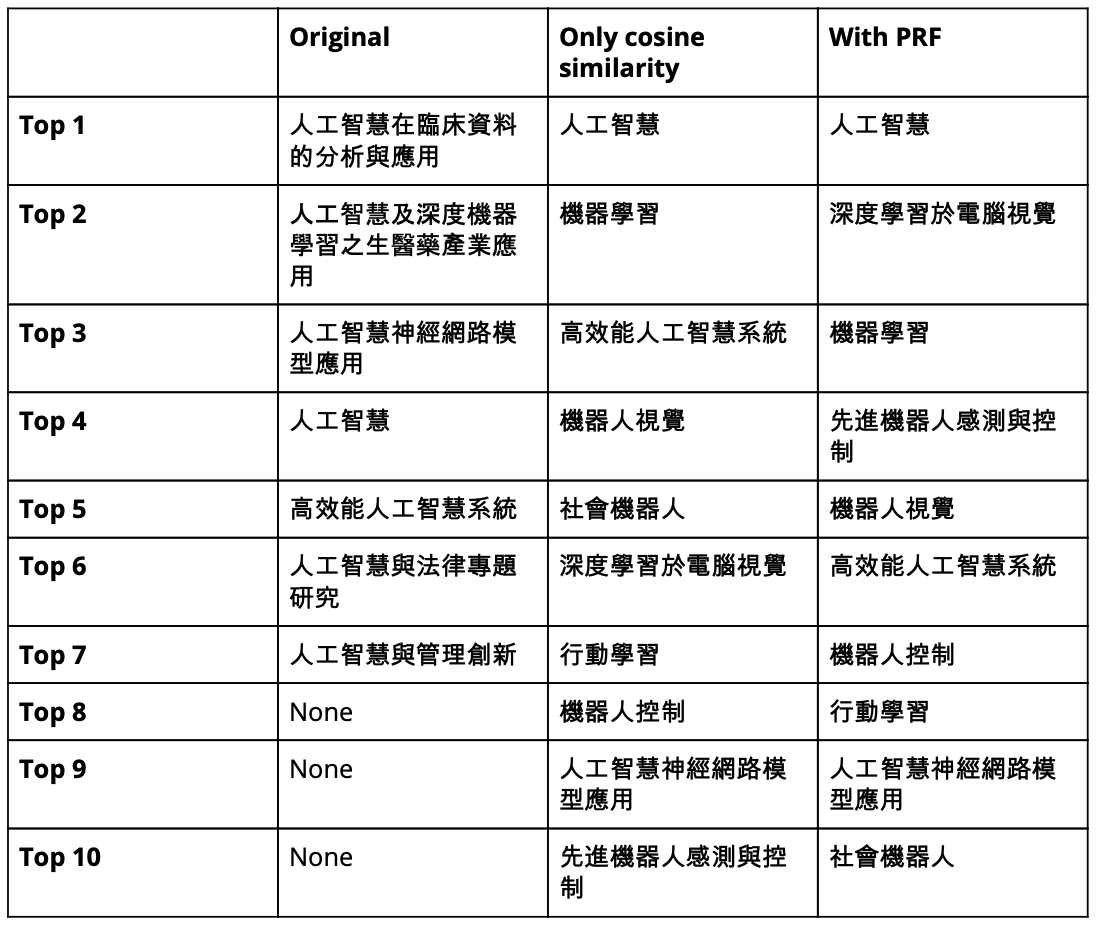 Original
Only cosine
similarity
With PRF
Top 1
人工智慧在臨床資料
的分析與應用
人工智慧
人工智慧
Top 2
人工智慧及深度機器
學習之生醫藥產業應
用
機器學習
深度學習於電腦視覺
Top 3
人工智慧神經網路模
型應用
高效能人工智慧系統
機器學習
Top 4
人工智慧
機器人視覺
先進機器人感測與控
制
Top 5
高效能人工智慧系統
社會機器人
機器人視覺
Top 6
人工智慧與法律專題
研究
深度學習於電腦視覺
高效能人工智慧系統
Top 7
人工智慧與管理創新
行動學習
機器人控制
Top 8
None
機器人控制
行動學習
Top 9
None
人工智慧神經網路模
型應用
人工智慧神經網路模
型應用
Top 10
None
先進機器人感測與控
制
社會機器人